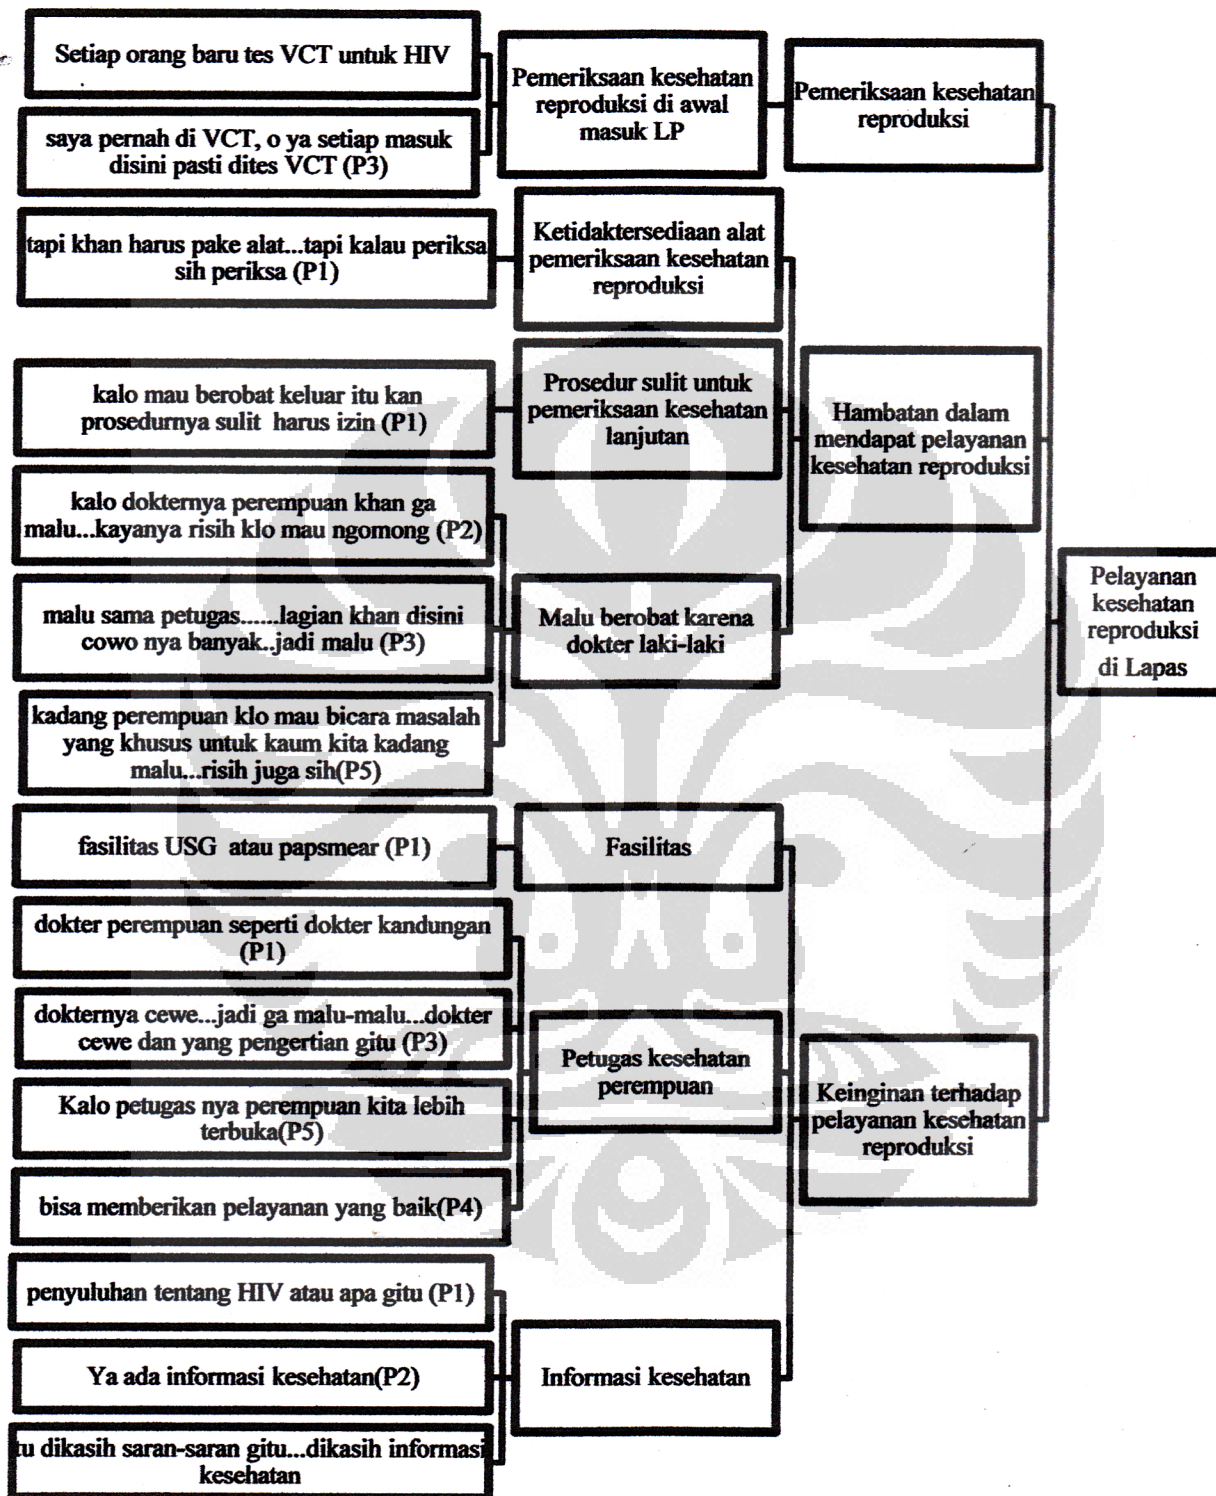 Setiap orang baru tes VCT untuk HIV
saya pernah di VCT, o ya setiap masuk
disini pasti dites VCT (P3)
Pemeriksaan kesehatan
reproduksi di awal
masuk LP
Pemeriksaan kesehatan
reproduksi
tapi khan harus pake alat...tapi kalau periksa
sih periksa (P1)
Ketidaktersediaan alat
pemeriksaan kesehatan
reproduksi
kalo mau berobat keluar itu kan
prosedurnya sulit harus izin (P1)
Prosedur sulit untuk
pemeriksaan kesehatan
lanjutan
Hambatan dalam
mendapat pelayanan
kesehatan reproduksi
kalo dokternya perempuan khan ga
malu...kayanya risih klo mau ngomong (P2)
malu sama petugas......lagian khan disini
cowo nya banyak..jadi malu (P3)
kadang perempuan klo mau bicara masalah
yang khusus untuk kaum kita kadang
malu...risih juga sih(P5)
Malu berobat karena
dokter laki-laki
Pelayanan
kesehatan
reproduksi
di Lapas
fasilitas USG atau papsmear (P1)
Fasilitas
dokter perempuan seperti dokter kandungan
(P1)
dokternya cewe...jadi ga malu-malu...dokter
cewe dan yang pengertian gitu (P3)
Kalo petugas nya perempuan kita lebih
terbuka(P5)
bisa memberikan pelayanan yang baik(P4)
Petugas kesehatan
perempuan
Keinginan terhadap
pelayanan kesehatan
reproduksi
penyuluhan tentang HIV atau apa gitu (P1)
Ya ada informasi kesehatan(P2)
tu dikasih saran-saran gitu...dikasih informasi
kesehatan
Informasi kesehatan